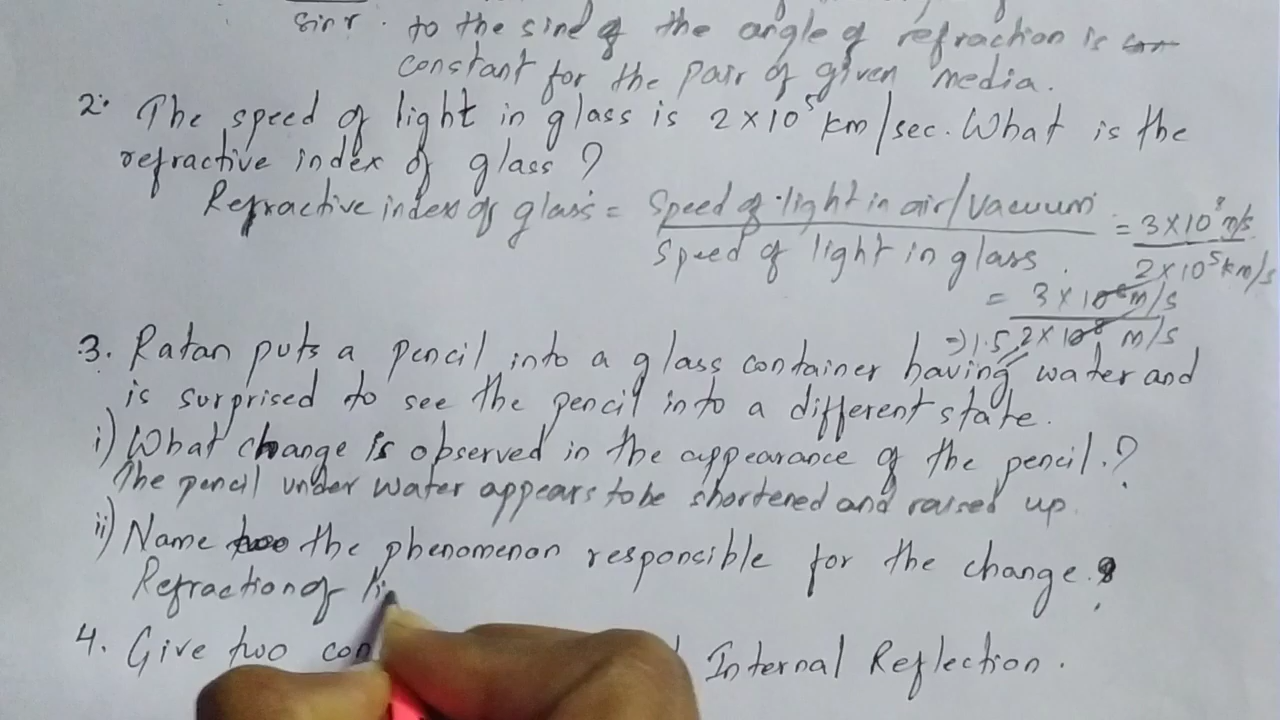 sin r . to the sine of the angle of refraction is
constant for the pair of given media.
2. The speed of light in glass is 2×10⁵ km/sec. What is the
refractive index of glass ?
Refractive index of glass = Speed of light in air/vacuum = 3×10⁸ m/s
Speed of light in glass . 2×10⁵ km/s
= 3×10⁸ m/s
⇒ 1.5 2×10⁸ m/s
3. Ratan puts a pencil into a glass container having water and
is surprised to see the pencil into a different state.
i) What change is observed in the appearance of the pencil.?
The pencil under water appears to be shortened and raised up.
ii) Name the phenomenon responsible for the change.?
Refraction of li
4. Give two con Internal Reflection.